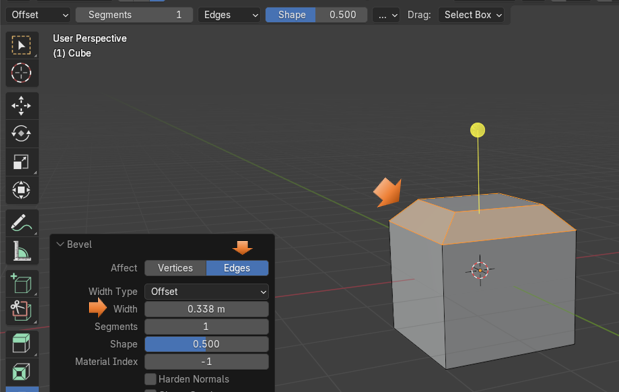 Offset Segments 1 Edges Shape 0.500 ... Drag: Select Box
User Perspective
(1) Cube
Bevel
Affect Vertices Edges
Width Type Offset
Width 0.338 m
Segments 1
Shape 0.500
Material Index -1
Harden Normals